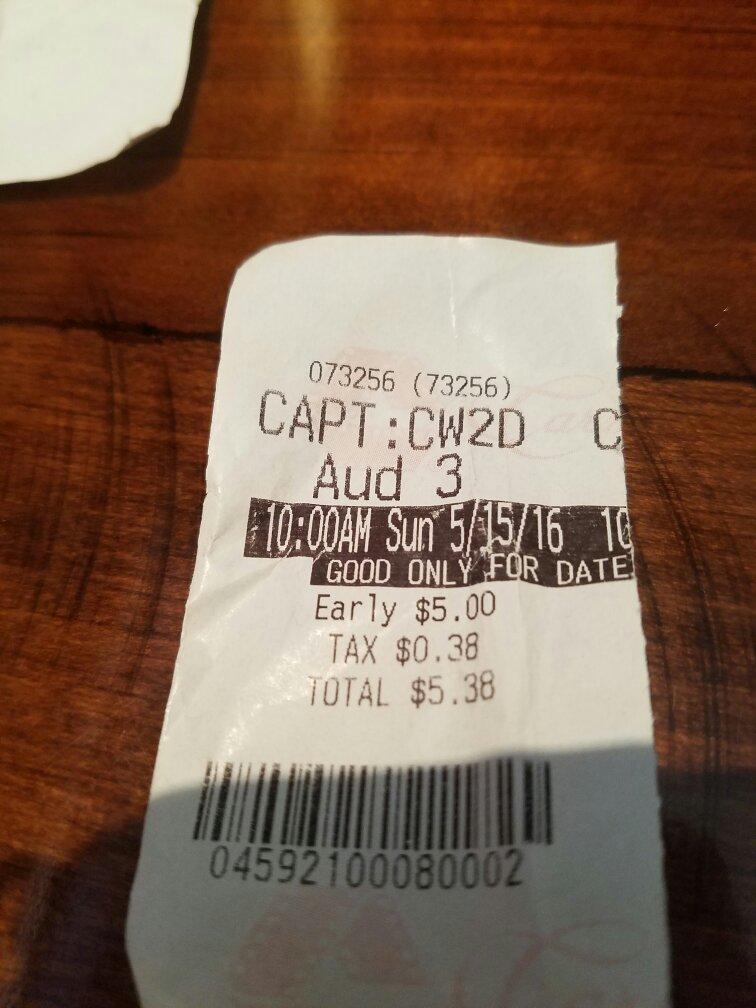 073256 (73256)
CAPT:CW2D C
Aud 3
10:00AM Sun 5/15/16 10
GOOD ONLY FOR DATE
Early $5.00
TAX $0.38
TOTAL $5.38
04592100080002